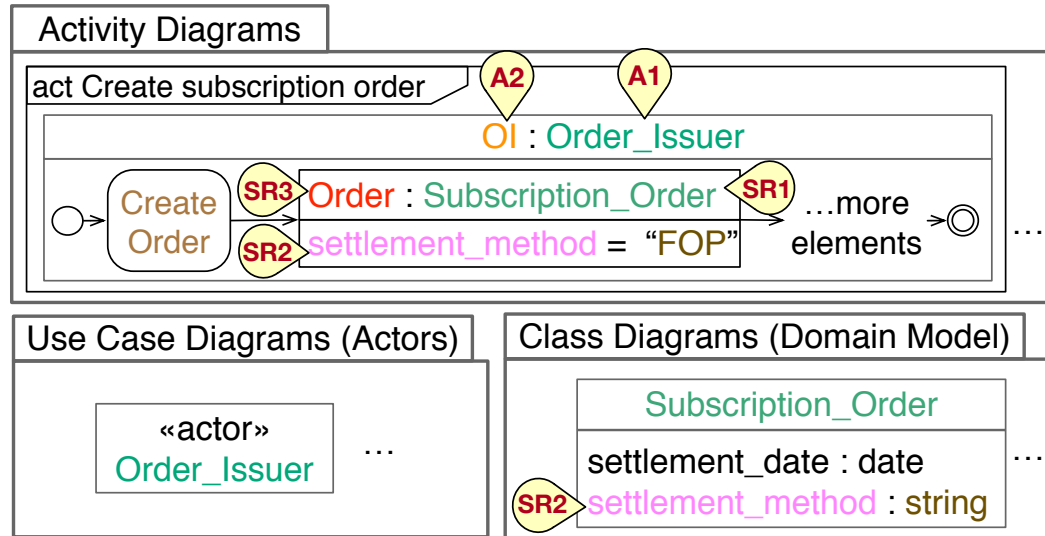 Activity Diagrams
act Create subscription order
A2
A1
OI : Order_Issuer
Create
Order
SR3
Order : Subscription_Order
SR1
SR2
settlement_method = “FOP”
...more
elements
...
Use Case Diagrams (Actors)
«actor»
Order_Issuer
...
Class Diagrams (Domain Model)
Subscription_Order
settlement_date : date
SR2
settlement_method : string
...